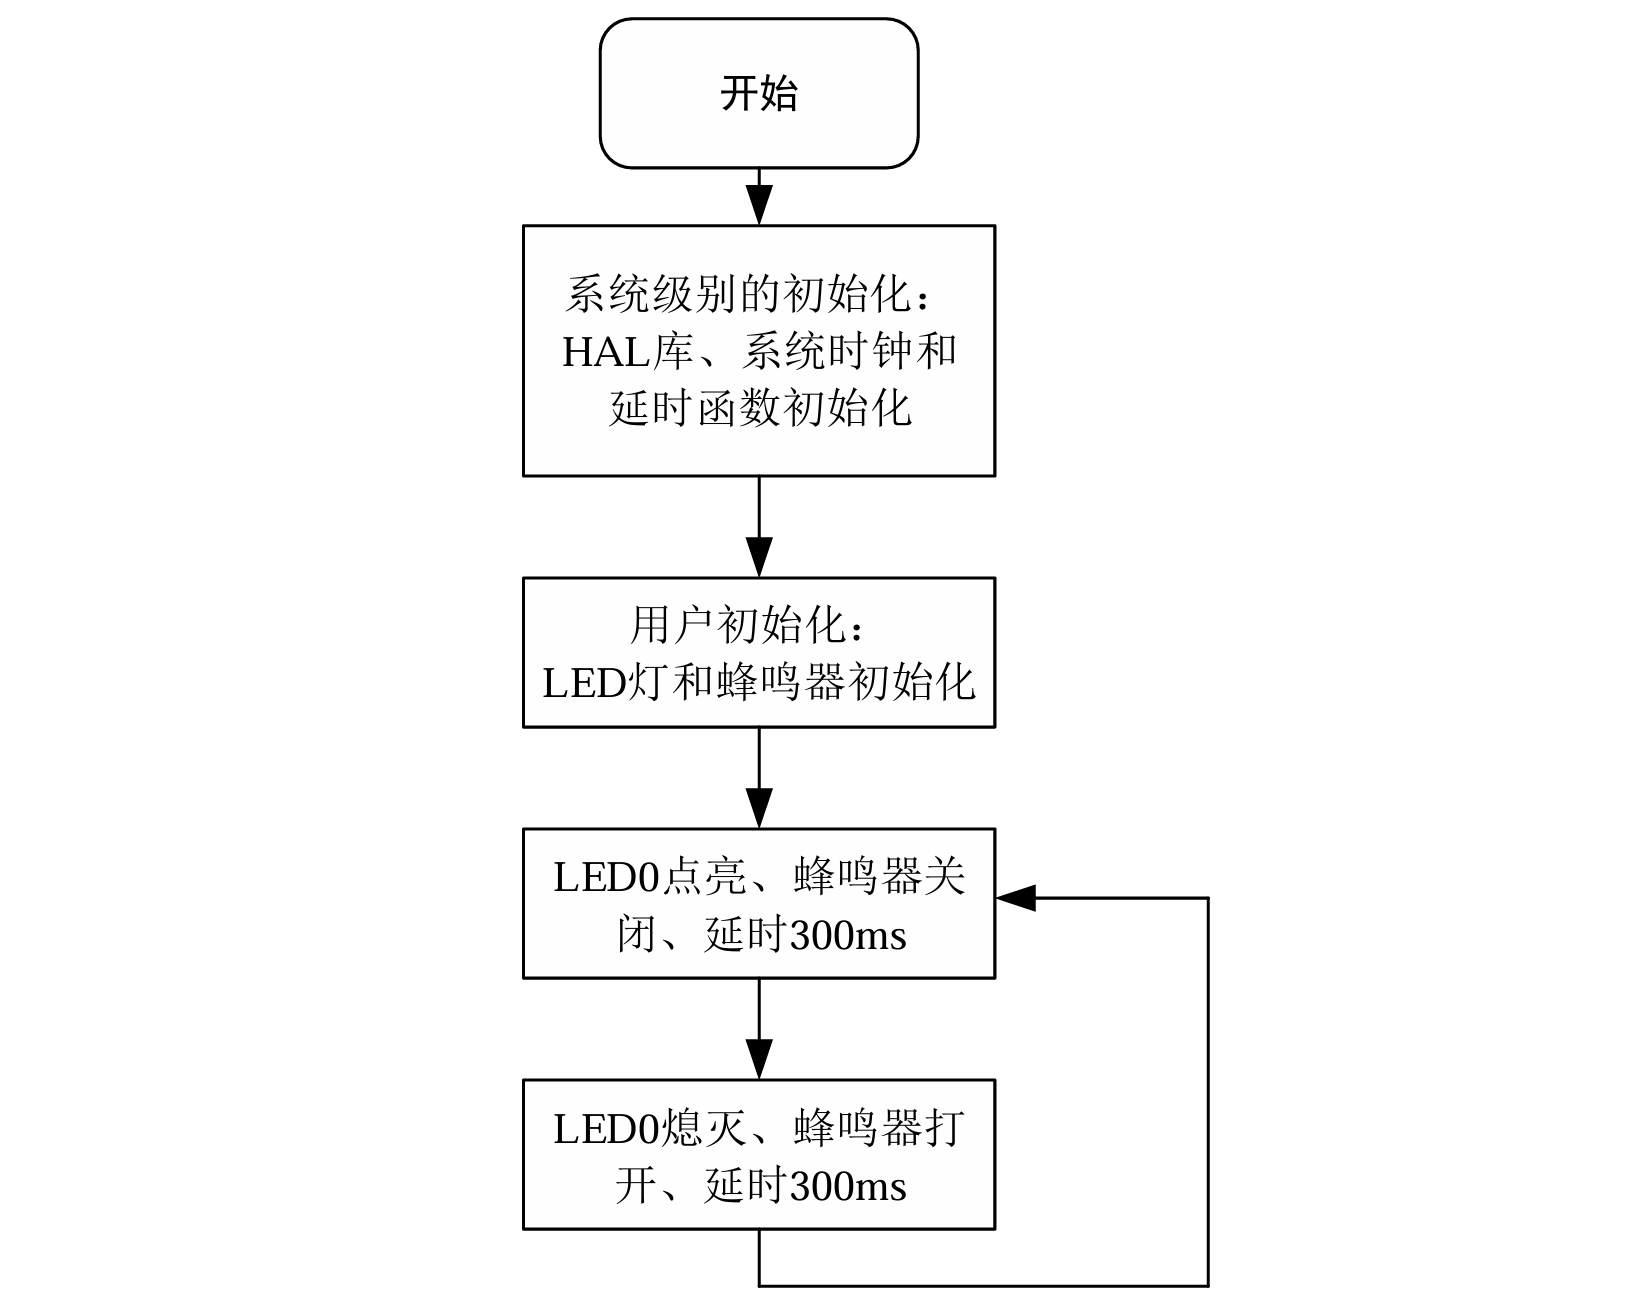 开始
系统级别的初始化：
HAL库、系统时钟和
延时函数初始化
用户初始化：
LED灯和蜂鸣器初始化
LED0点亮、蜂鸣器关
闭、延时300ms
LED0熄灭、蜂鸣器打
开、延时300ms